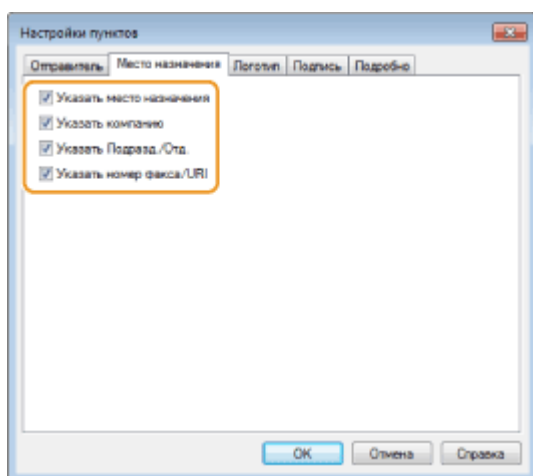 Настройки пунктов
Отправитель Место назначения Логотип Подпись Подробно
Указать место назначения
Указать компанию
Указать Подразд./Отд.
Указать номер факса/URI
OK Отмена Справка